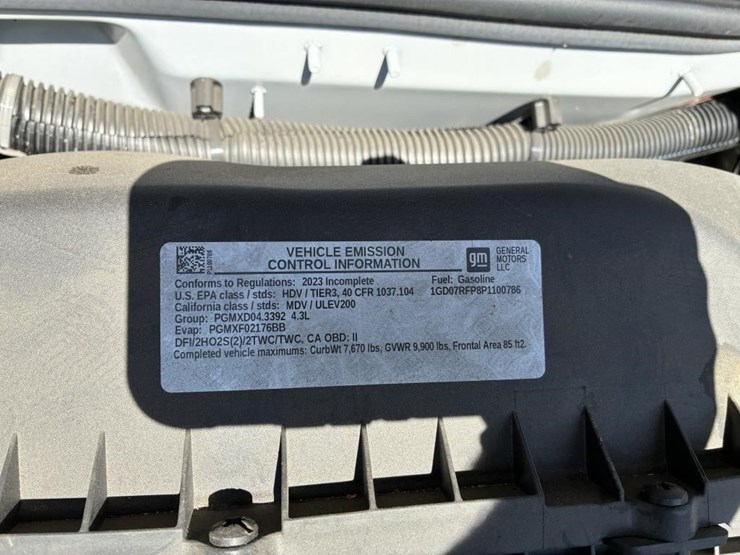 VEHICLE EMISSION
CONTROL INFORMATION
gm GENERAL MOTORS LLC
Conforms to Regulations: 2023 Incomplete Fuel: Gasoline
U.S. EPA class / stds: HDV / TIER3, 40 CFR 1037.104 1GD07RFP8P1100786
California class / stds: MDV / ULEV200
Group: PGMXD04.3392 4.3L
Evap: PGMXF02176BB
DFI/2HO2S(2)/2TWC/TWC, CA OBD: II
Completed vehicle maximums: CurbWt 7,670 lbs, GVWR 9,900 lbs, Frontal Area 85 ft2.